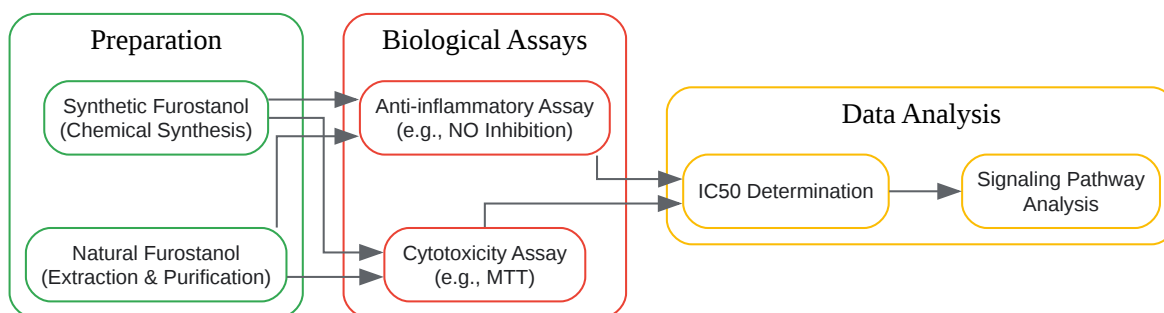 Preparation
Synthetic Furostanol
(Chemical Synthesis)
Natural Furostanol
(Extraction & Purification)
Biological Assays
Anti-inflammatory Assay
(e.g., NO Inhibition)
Cytotoxicity Assay
(e.g., MTT)
Data Analysis
IC50 Determination
Signaling Pathway
Analysis